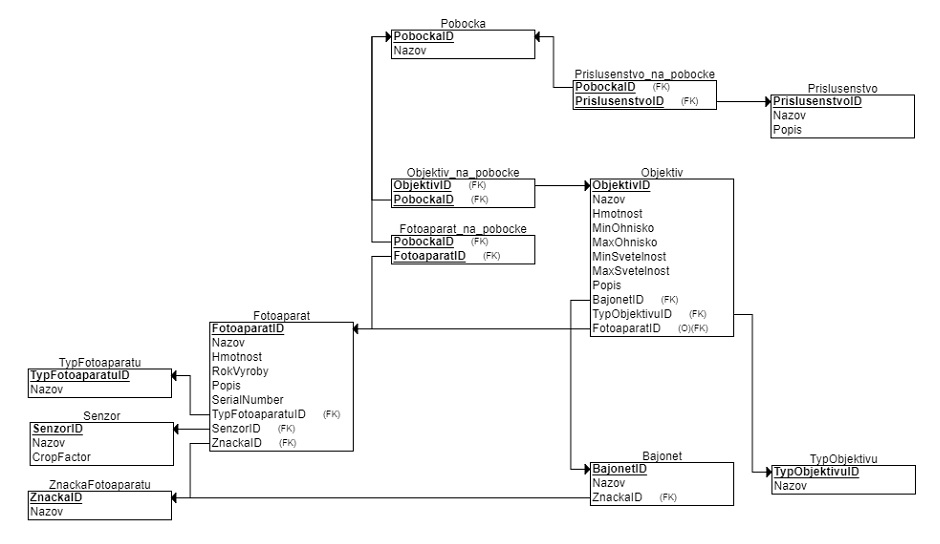 Pobocka
PobockaID
Nazov
Prislusenstvo_na_pobocke
PobockaID (FK)
PrislusenstvoID (FK)
Prislusenstvo
PrislusenstvoID
Nazov
Popis
Objektiv_na_pobocke
ObjektivID (FK)
PobockaID (FK)
Objektiv
ObjektivID
Nazov
Hmotnost
MinOhnisko
MaxOhnisko
MinSvetelnost
MaxSvetelnost
Popis
BajonetID (FK)
TypObjektivuID (FK)
FotoaparatID (O)(FK)
Fotoaparat_na_pobocke
PobockaID (FK)
FotoaparatID (FK)
Fotoaparat
FotoaparatID
Nazov
Hmotnost
RokVyroby
Popis
SerialNumber
TypFotoaparatuID (FK)
SenzorID (FK)
ZnackaID (FK)
TypFotoaparatu
TypFotoaparatuID
Nazov
Senzor
SenzorID
Nazov
CropFactor
ZnackaFotoaparatu
ZnackaID
Nazov
Bajonet
BajonetID
Nazov
ZnackaID (FK)
TypObjektivu
TypObjektivuID
Nazov